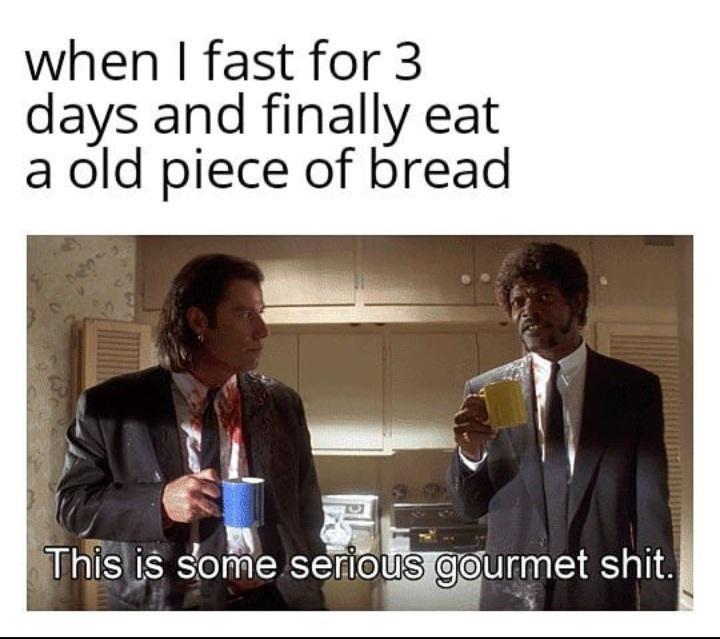 when I fast for 3
days and finally eat
a old piece of bread
This is some serious gourmet shit.